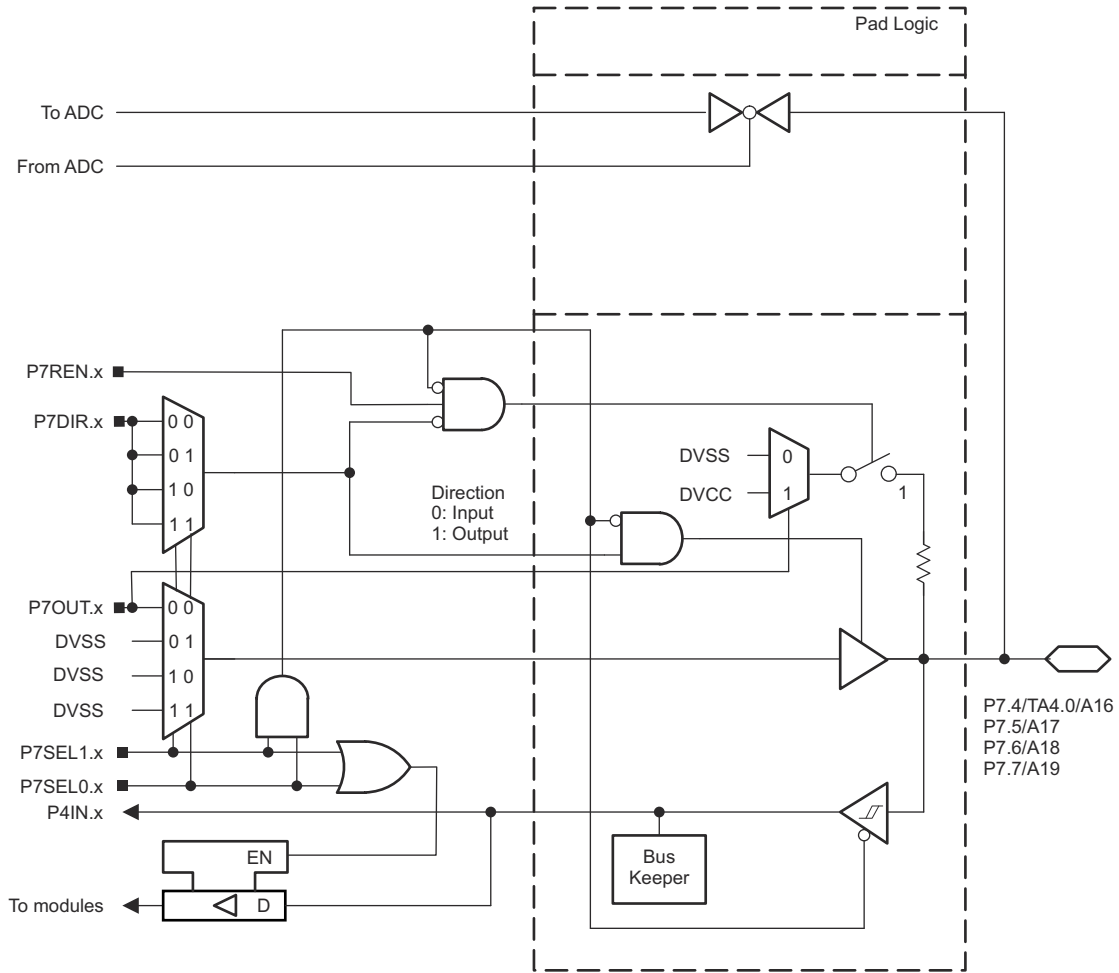 Pad Logic
To ADC
From ADC
P7REN.x
P7DIR.x
0 0
0 1
1 0
1 1
Direction
0: Input
1: Output
DVSS
0
DVCC
1
1
P7OUT.x
0 0
DVSS
0 1
DVSS
1 0
DVSS
1 1
P7.4/TA4.0/A16
P7.5/A17
P7.6/A18
P7.7/A19
P7SEL1.x
P7SEL0.x
P4IN.x
Bus
Keeper
EN
To modules
D